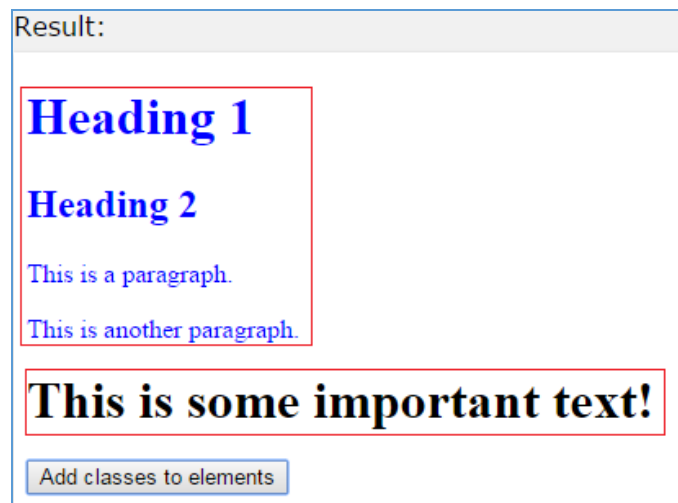 Result:
Heading 1
Heading 2
This is a paragraph.
This is another paragraph.
This is some important text!
Add classes to elements